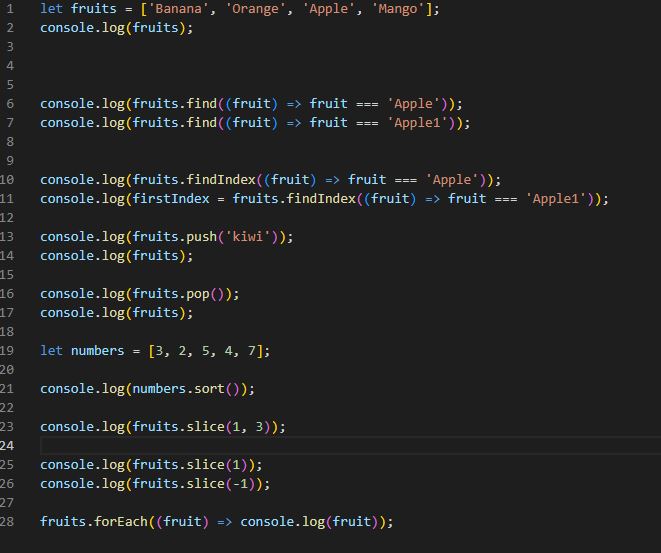 1 let fruits = ['Banana', 'Orange', 'Apple', 'Mango'];
2 console.log(fruits);
3
4
5
6 console.log(fruits.find((fruit) => fruit === 'Apple'));
7 console.log(fruits.find((fruit) => fruit === 'Apple1'));
8
9
10 console.log(fruits.findIndex((fruit) => fruit === 'Apple'));
11 console.log(firstIndex = fruits.findIndex((fruit) => fruit === 'Apple1'));
12
13 console.log(fruits.push('kiwi'));
14 console.log(fruits);
15
16 console.log(fruits.pop());
17 console.log(fruits);
18
19 let numbers = [3, 2, 5, 4, 7];
20
21 console.log(numbers.sort());
22
23 console.log(fruits.slice(1, 3));
24
25 console.log(fruits.slice(1));
26 console.log(fruits.slice(-1));
27
28 fruits.forEach((fruit) => console.log(fruit));